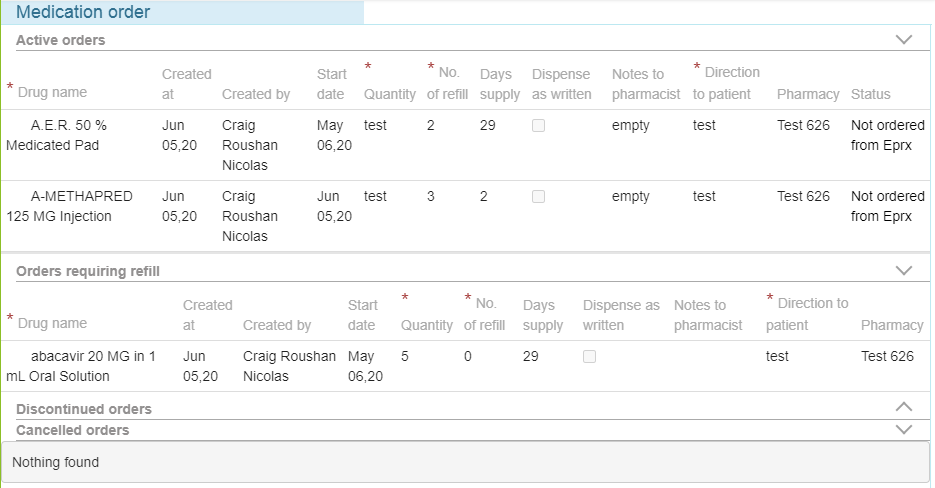 Medication order
Active orders
* Drug name Created at Created by Start date * Quantity * No. of refill Days supply Dispense as written Notes to pharmacist * Direction to patient Pharmacy Status
A.E.R. 50 % Medicated Pad Jun 05,20 Craig Roushan Nicolas May 06,20 test 2 29 empty test Test 626 Not ordered from Eprx
A-METHAPRED 125 MG Injection Jun 05,20 Craig Roushan Nicolas Jun 05,20 test 3 2 empty test Test 626 Not ordered from Eprx
Orders requiring refill
* Drug name Created at Created by Start date * Quantity * No. of refill Days supply Dispense as written Notes to pharmacist * Direction to patient Pharmacy
abacavir 20 MG in 1 mL Oral Solution Jun 05,20 Craig Roushan Nicolas May 06,20 5 0 29 test Test 626
Discontinued orders
Cancelled orders
Nothing found